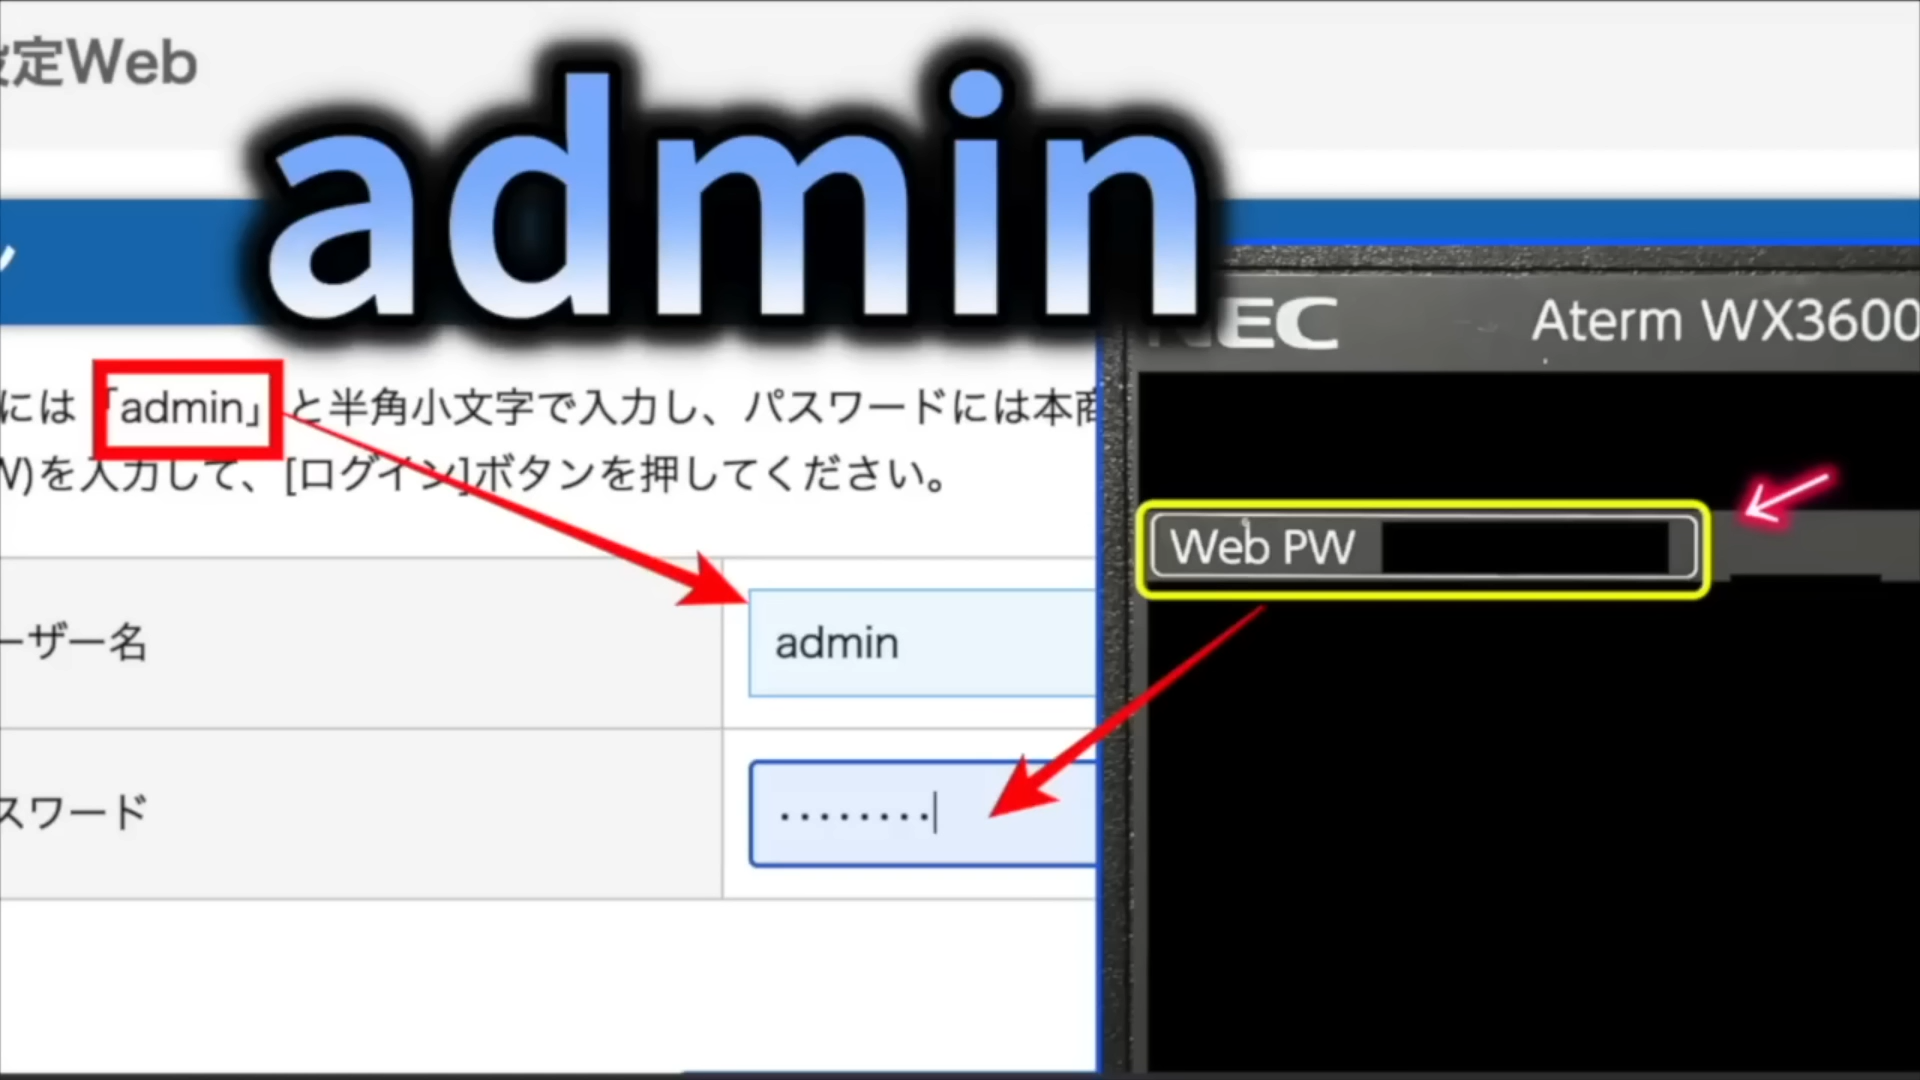 設定Web
admin
ン
には「admin」と半角小文字で入力し、パスワードには本商
W)を入力して、[ログイン]ボタンを押してください。
ーザー名
admin
スワード
........
NEC
Aterm WX3600
Web PW